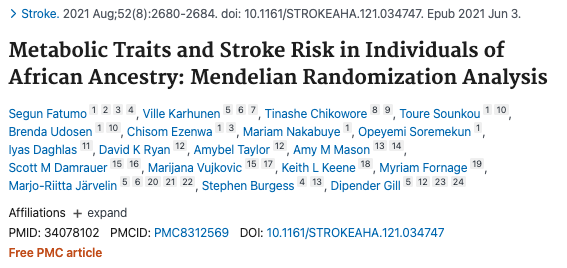 > Stroke. 2021 Aug;52(8):2680-2684. doi: 10.1161/STROKEAHA.121.034747. Epub 2021 Jun 3.
Metabolic Traits and Stroke Risk in Individuals of
African Ancestry: Mendelian Randomization Analysis
Segun Fatumo 1 2 3 4, Ville Karhunen 5 6 7, Tinashe Chikowore 8 9, Toure Sounkou 1 10,
Brenda Udosen 1 10, Chisom Ezenwa 1 3, Mariam Nakabuye 1, Opeyemi Soremekun 1,
Iyas Daghlas 11, David K Ryan 12, Amybel Taylor 12, Amy M Mason 13 14,
Scott M Damrauer 15 16, Marijana Vujkovic 15 17, Keith L Keene 18, Myriam Fornage 19,
Marjo-Riitta Järvelin 5 6 20 21 22, Stephen Burgess 4 13, Dipender Gill 5 12 23 24
Affiliations + expand
PMID: 34078102 PMCID: PMC8312569 DOI: 10.1161/STROKEAHA.121.034747
Free PMC article